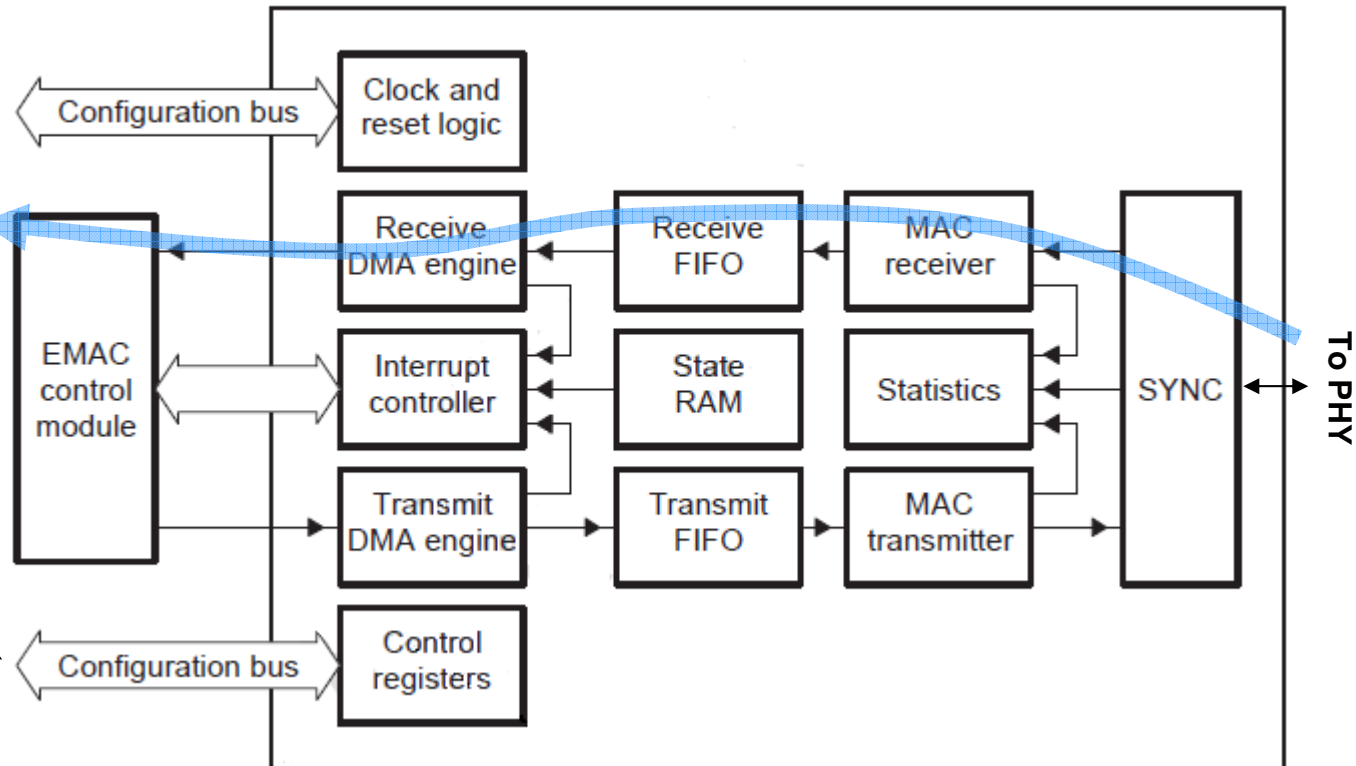 Configuration bus
Clock and
reset logic
Receive
DMA engine
Receive
FIFO
MAC
receiver
EMAC
control
module
Interrupt
controller
State
RAM
Statistics
SYNC
To PHY
Transmit
DMA engine
Transmit
FIFO
MAC
transmitter
Configuration bus
Control
registers